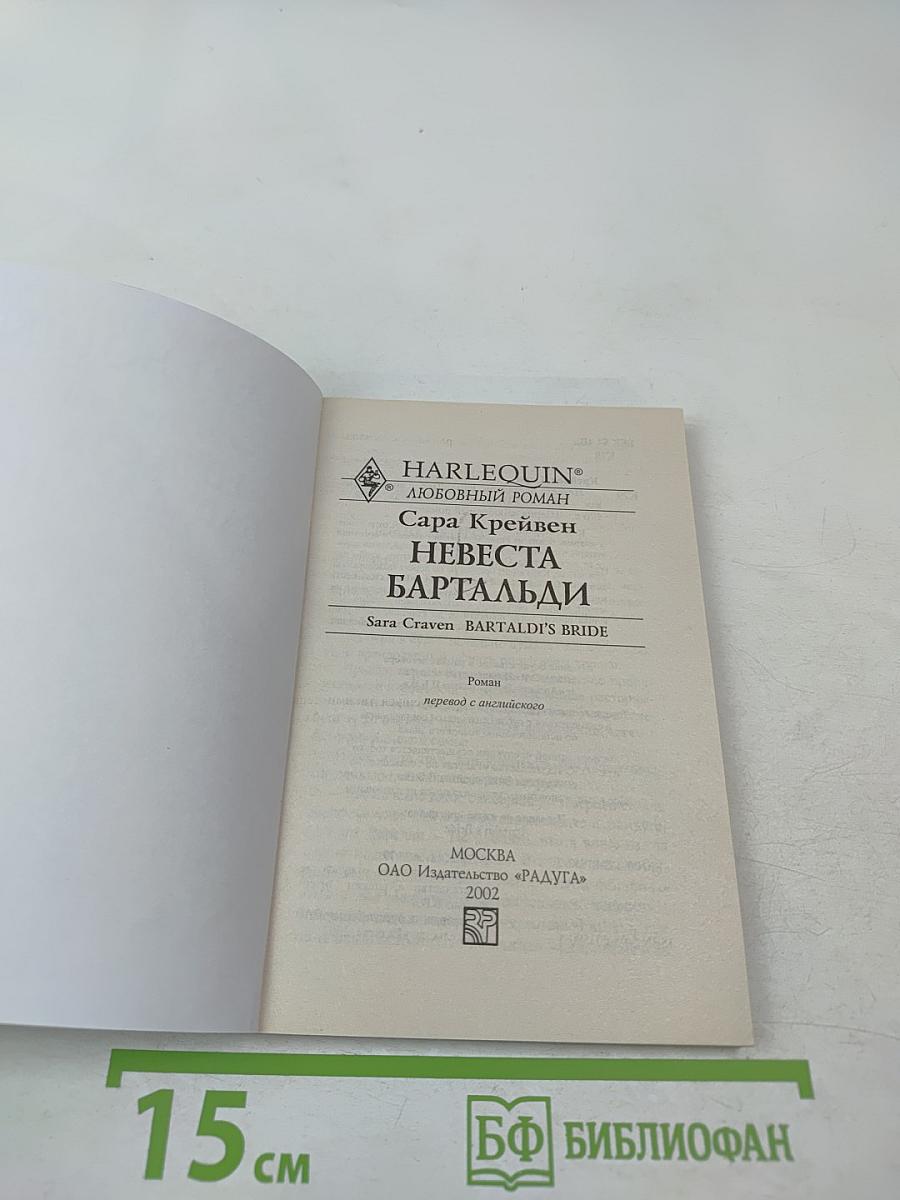 HARLEQUIN®
®
ЛЮБОВНЫЙ РОМАН
Сара Крейвен
НЕВЕСТА
БАРТАЛЬДИ
Sara Craven BARTALDI'S BRIDE
Роман
перевод с английского
МОСКВА
ОАО Издательство «РАДУГА»
2002
15 см
БФ БИБЛИОФАН